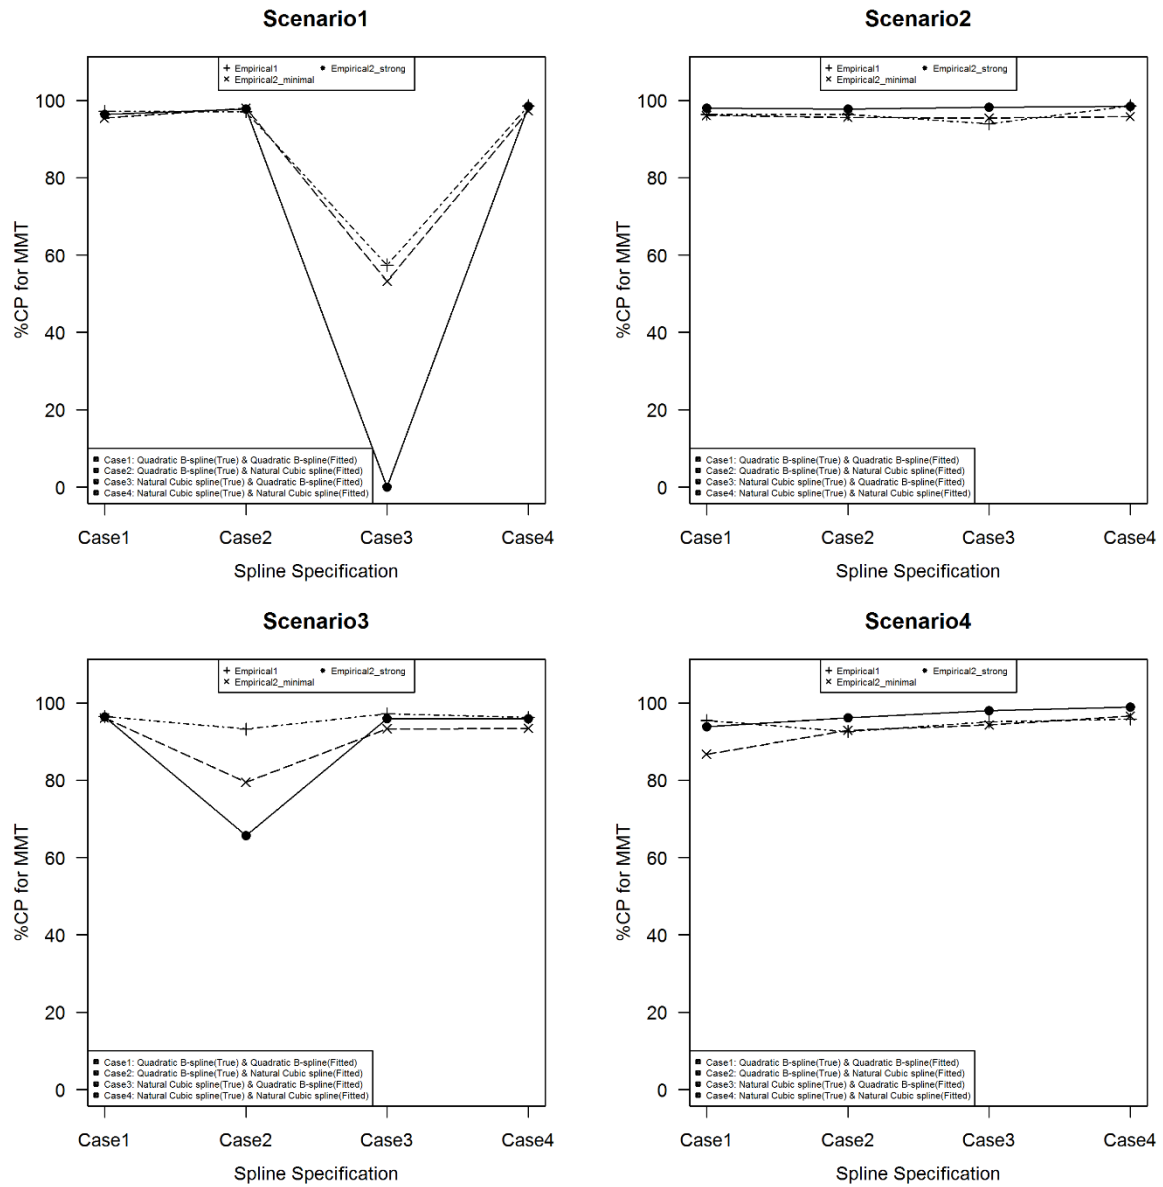 Scenario1
+ Empirical1 ● Empirical2_strong
× Empirical2_minimal
%CP for MMT
100
80
60
40
20
0
■ Case1: Quadratic B-spline(True) & Quadratic B-spline(Fitted)
■ Case2: Quadratic B-spline(True) & Natural Cubic spline(Fitted)
■ Case3: Natural Cubic spline(True) & Quadratic B-spline(Fitted)
■ Case4: Natural Cubic spline(True) & Natural Cubic spline(Fitted)
Case1 Case2 Case3 Case4
Spline Specification
Scenario2
+ Empirical1 ● Empirical2_strong
× Empirical2_minimal
%CP for MMT
100
80
60
40
20
0
■ Case1: Quadratic B-spline(True) & Quadratic B-spline(Fitted)
■ Case2: Quadratic B-spline(True) & Natural Cubic spline(Fitted)
■ Case3: Natural Cubic spline(True) & Quadratic B-spline(Fitted)
■ Case4: Natural Cubic spline(True) & Natural Cubic spline(Fitted)
Case1 Case2 Case3 Case4
Spline Specification
Scenario3
+ Empirical1 ● Empirical2_strong
× Empirical2_minimal
%CP for MMT
100
80
60
40
20
0
■ Case1: Quadratic B-spline(True) & Quadratic B-spline(Fitted)
■ Case2: Quadratic B-spline(True) & Natural Cubic spline(Fitted)
■ Case3: Natural Cubic spline(True) & Quadratic B-spline(Fitted)
■ Case4: Natural Cubic spline(True) & Natural Cubic spline(Fitted)
Case1 Case2 Case3 Case4
Spline Specification
Scenario4
+ Empirical1 ● Empirical2_strong
× Empirical2_minimal
%CP for MMT
100
80
60
40
20
0
■ Case1: Quadratic B-spline(True) & Quadratic B-spline(Fitted)
■ Case2: Quadratic B-spline(True) & Natural Cubic spline(Fitted)
■ Case3: Natural Cubic spline(True) & Quadratic B-spline(Fitted)
■ Case4: Natural Cubic spline(True) & Natural Cubic spline(Fitted)
Case1 Case2 Case3 Case4
Spline Specification